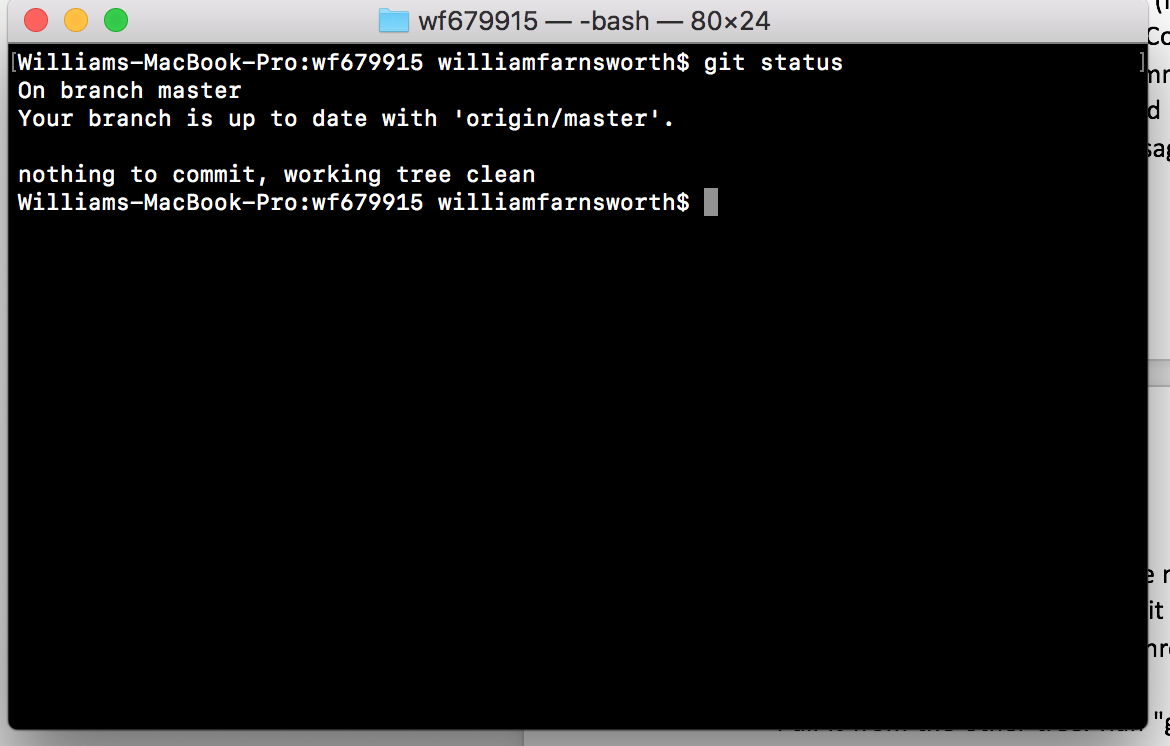 wf679915 — -bash — 80×24
[Williams-MacBook-Pro:wf679915 williamfarnsworth$ git status ]
On branch master
Your branch is up to date with 'origin/master'.
nothing to commit, working tree clean
Williams-MacBook-Pro:wf679915 williamfarnsworth$
it